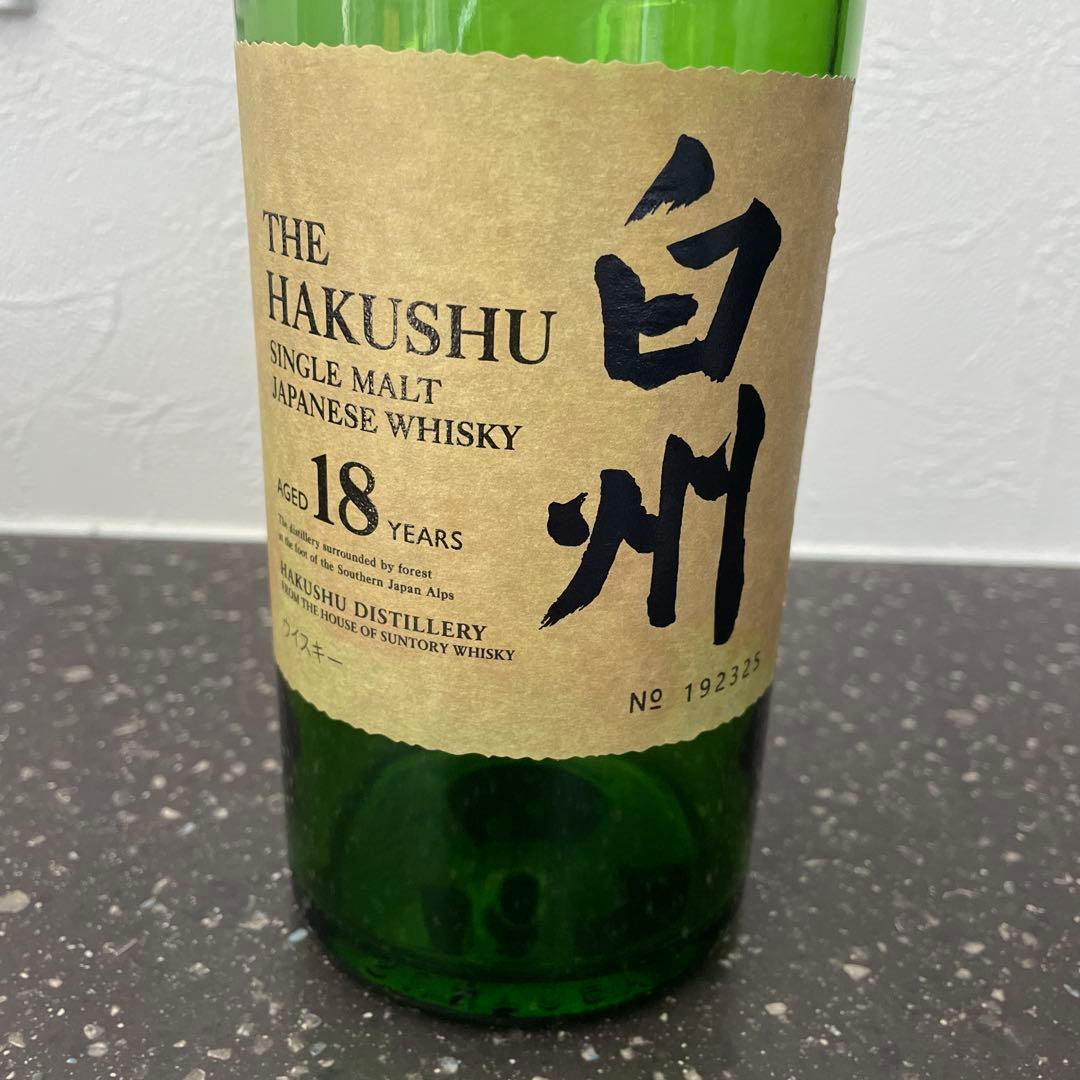 THE
HAKUSHU
SINGLE MALT
JAPANESE WHISKY
AGED 18 YEARS
The distillery surrounded by forest
at the foot of the Southern Japan Alps
HAKUSHU DISTILLERY
FROM THE HOUSE OF SUNTORY WHISKY
ウイスキー
白州
№ 192325